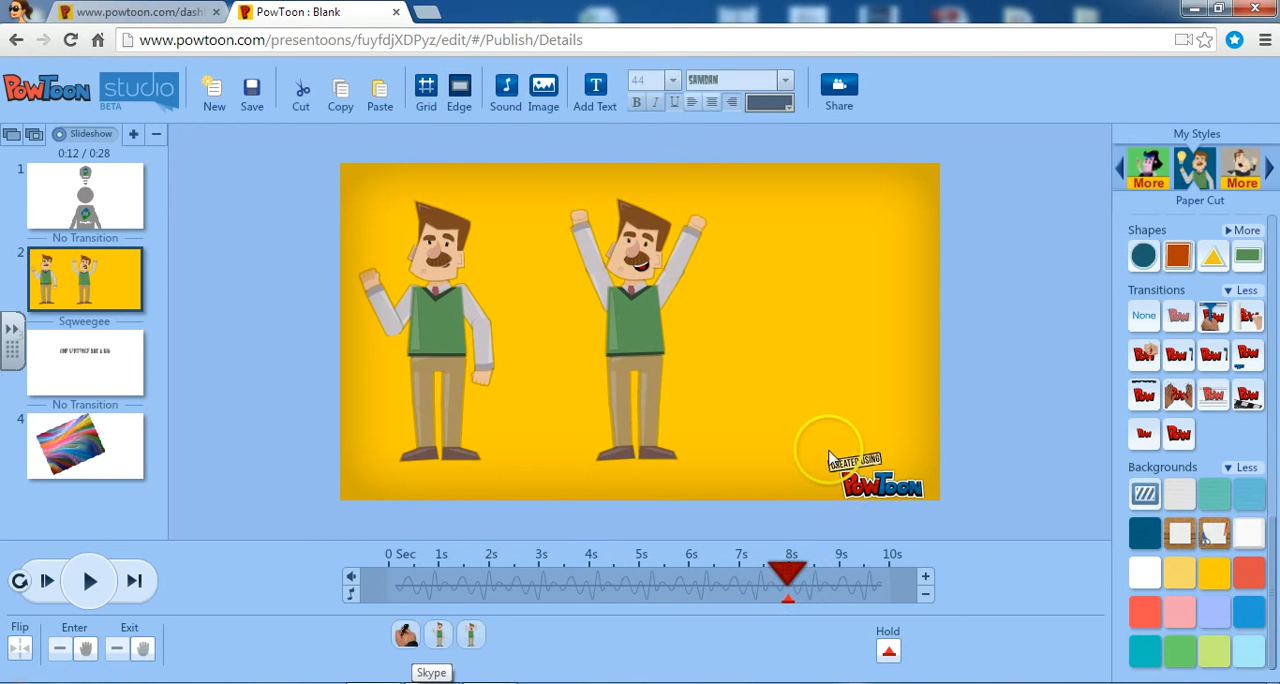 www.powtoon.com/dash
PowToon : Blank
www.powtoon.com/presentoons/fuyfdjXDPyz/edit/#/Publish/Details
POWTOON studio
BETA
New
Save
Cut
Copy
Paste
Grid
Edge
Sound
Image
Add Text
44
SAMDAN
B I U
Share
Slideshow
0:12 / 0:28
1
No Transition
2
Sqweegee
No Transition
4
CREATED USING
POWTOON
My Styles
More
More
Paper Cut
Shapes
More
Transitions
Less
None
Backgrounds
Less
0 Sec 1s 2s 3s 4s 5s 6s 7s 8s 9s 10s
Flip
Enter
Exit
Hold
Skype